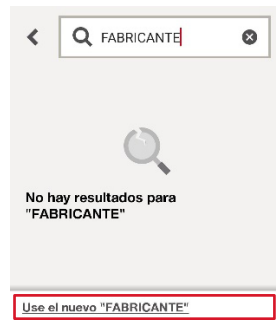 FABRICANTE
No hay resultados para
"FABRICANTE"
Use el nuevo "FABRICANTE"